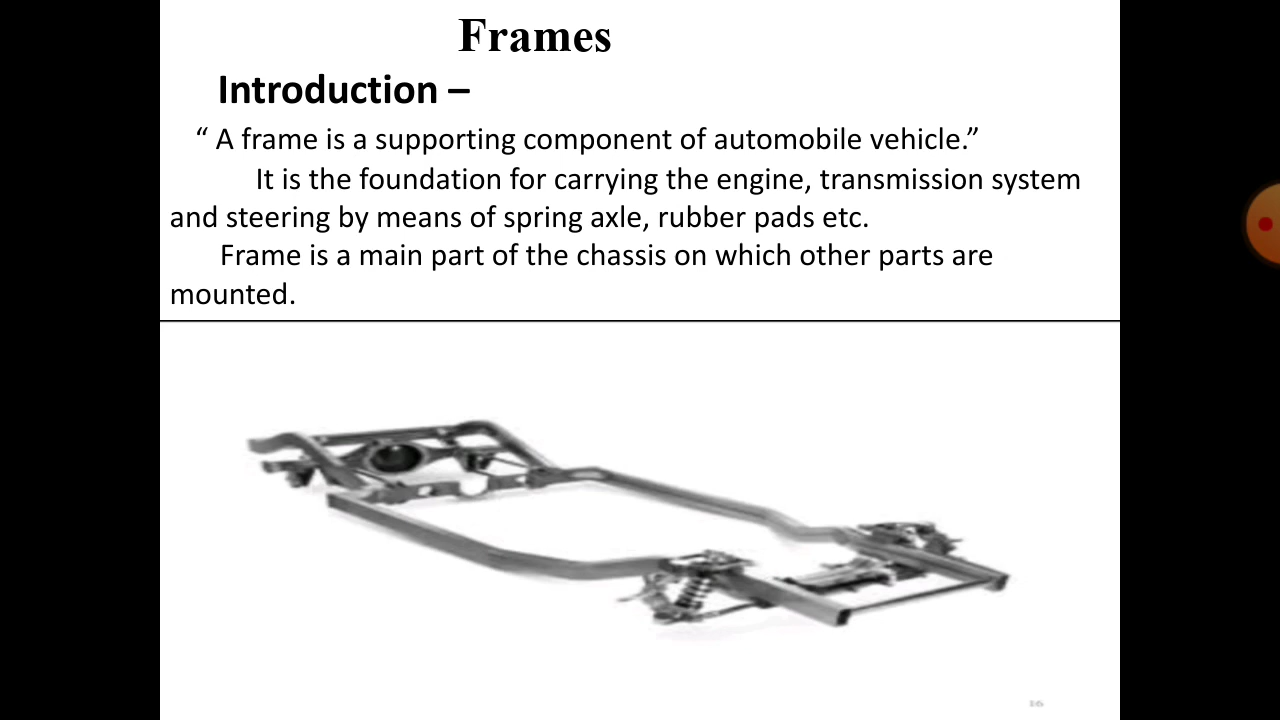 Frames
Introduction –
“ A frame is a supporting component of automobile vehicle.”
It is the foundation for carrying the engine, transmission system
and steering by means of spring axle, rubber pads etc.
Frame is a main part of the chassis on which other parts are
mounted.